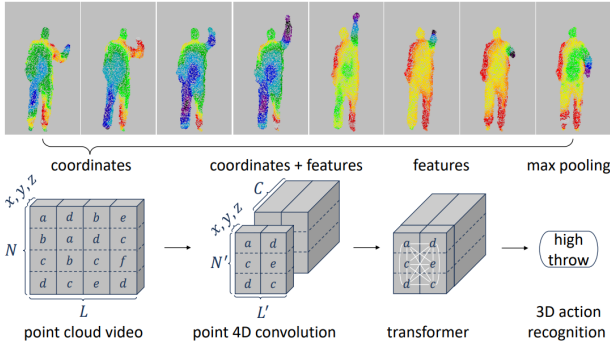 coordinates
coordinates + features
features
max pooling
x, y, z
N
a d b e
b a d c
c b c f
d c e d
L
point cloud video
C
x, y, z
N'
a d
c e
d c
L'
point 4D convolution
a d
c e
d c
transformer
high
throw
3D action
recognition